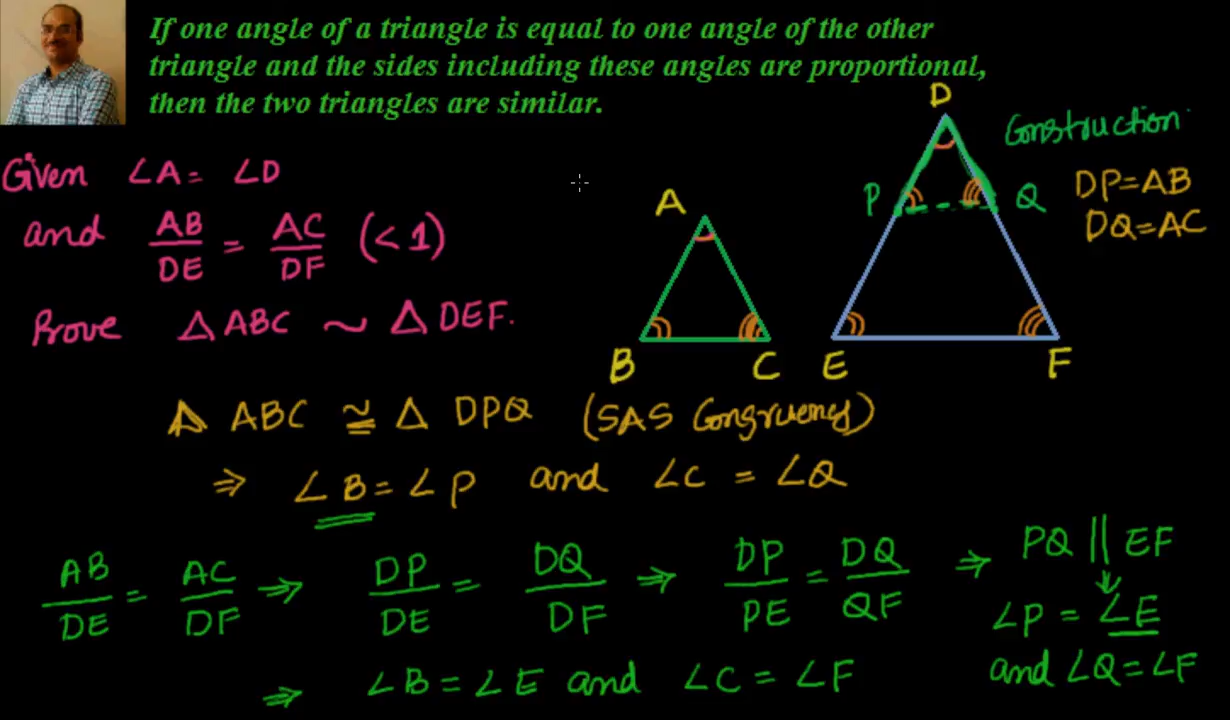 If one angle of a triangle is equal to one angle of the other
triangle and the sides including these angles are proportional,
then the two triangles are similar.
Given ∠A = ∠D
and AB/DE = AC/DF (<1)
Prove △ABC ~ △DEF.
A
B
C
D
P
Q
E
F
Construction
DP=AB
DQ=AC
△ ABC ≅ △ DPQ (SAS Congruency)
⇒ ∠B = ∠P and ∠C = ∠Q
AB/DE = AC/DF ⇒ DP/DE = DQ/DF ⇒ DP/PE = DQ/QF ⇒ PQ || EF
↓
∠P = ∠E
and ∠Q = ∠F
⇒ ∠B = ∠E and ∠C = ∠F